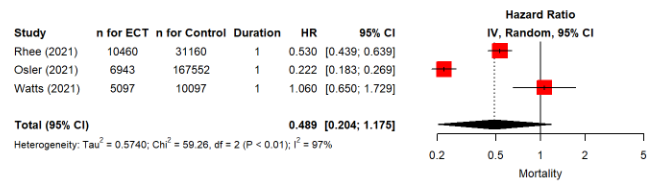 Hazard Ratio
Study n for ECT n for Control Duration HR 95% CI IV, Random, 95% CI
Rhee (2021) 10460 31160 1 0.530 [0.439; 0.639]
Osler (2021) 6943 167552 1 0.222 [0.183; 0.269]
Watts (2021) 5097 10097 1 1.060 [0.650; 1.729]
Total (95% CI) 0.489 [0.204; 1.175]
Heterogeneity: Tau² = 0.5740; Chi² = 59.26, df = 2 (P < 0.01); I² = 97%
0.2 0.5 1 2
Mortality